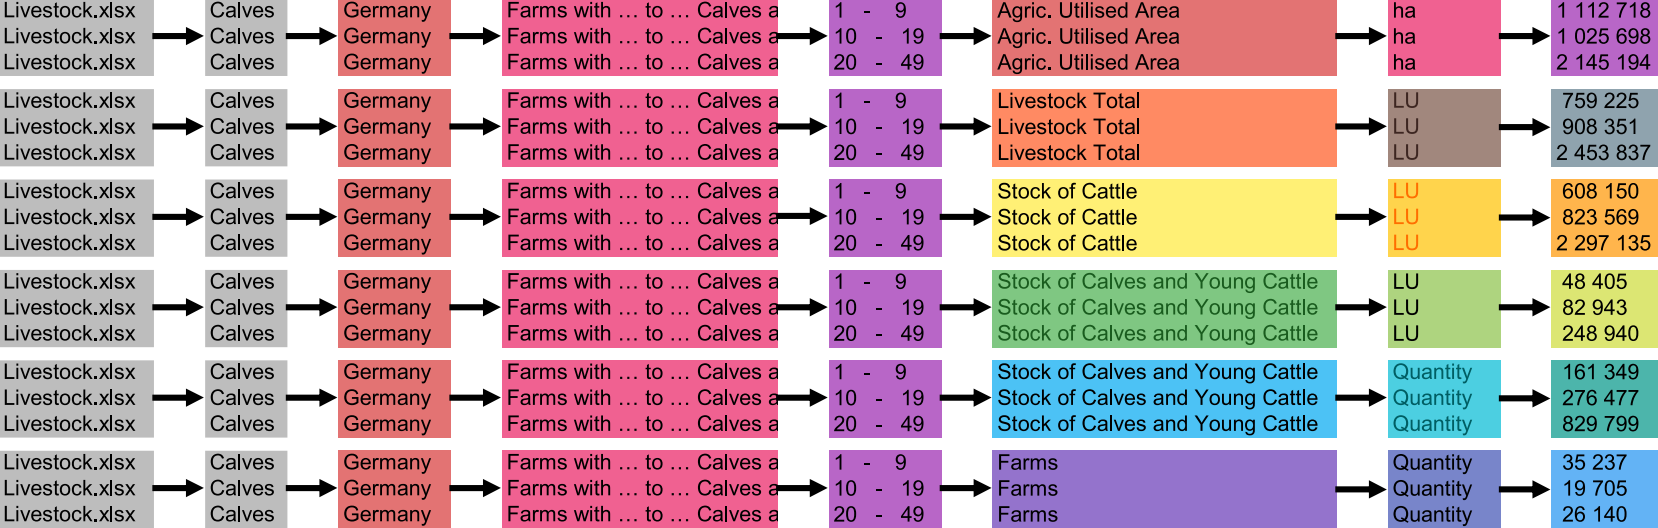 Livestock.xlsx Calves Germany Farms with ... to ... Calves a 1 - 9 Agric. Utilised Area ha 1 112 718
Livestock.xlsx Calves Germany Farms with ... to ... Calves a 10 - 19 Agric. Utilised Area ha 1 025 698
Livestock.xlsx Calves Germany Farms with ... to ... Calves a 20 - 49 Agric. Utilised Area ha 2 145 194
Livestock.xlsx Calves Germany Farms with ... to ... Calves a 1 - 9 Livestock Total LU 759 225
Livestock.xlsx Calves Germany Farms with ... to ... Calves a 10 - 19 Livestock Total LU 908 351
Livestock.xlsx Calves Germany Farms with ... to ... Calves a 20 - 49 Livestock Total LU 2 453 837
Livestock.xlsx Calves Germany Farms with ... to ... Calves a 1 - 9 Stock of Cattle LU 608 150
Livestock.xlsx Calves Germany Farms with ... to ... Calves a 10 - 19 Stock of Cattle LU 823 569
Livestock.xlsx Calves Germany Farms with ... to ... Calves a 20 - 49 Stock of Cattle LU 2 297 135
Livestock.xlsx Calves Germany Farms with ... to ... Calves a 1 - 9 Stock of Calves and Young Cattle LU 48 405
Livestock.xlsx Calves Germany Farms with ... to ... Calves a 10 - 19 Stock of Calves and Young Cattle LU 82 943
Livestock.xlsx Calves Germany Farms with ... to ... Calves a 20 - 49 Stock of Calves and Young Cattle LU 248 940
Livestock.xlsx Calves Germany Farms with ... to ... Calves a 1 - 9 Stock of Calves and Young Cattle Quantity 161 349
Livestock.xlsx Calves Germany Farms with ... to ... Calves a 10 - 19 Stock of Calves and Young Cattle Quantity 276 477
Livestock.xlsx Calves Germany Farms with ... to ... Calves a 20 - 49 Stock of Calves and Young Cattle Quantity 829 799
Livestock.xlsx Calves Germany Farms with ... to ... Calves a 1 - 9 Farms Quantity 35 237
Livestock.xlsx Calves Germany Farms with ... to ... Calves a 10 - 19 Farms Quantity 19 705
Livestock.xlsx Calves Germany Farms with ... to ... Calves a 20 - 49 Farms Quantity 26 140